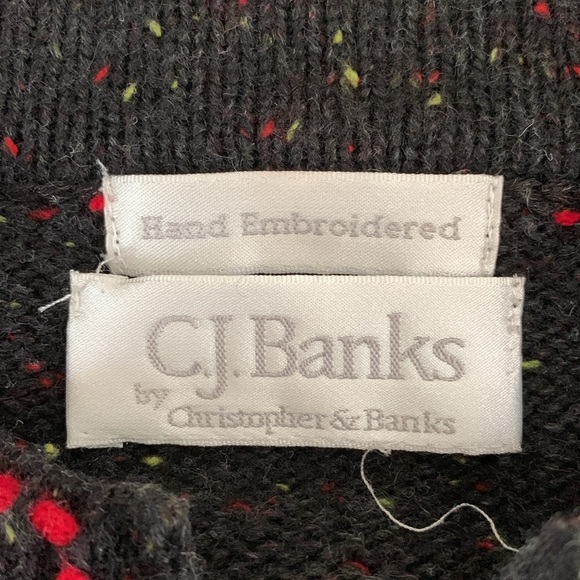 Hand Embroidered
C.J. Banks
by Christopher & Banks